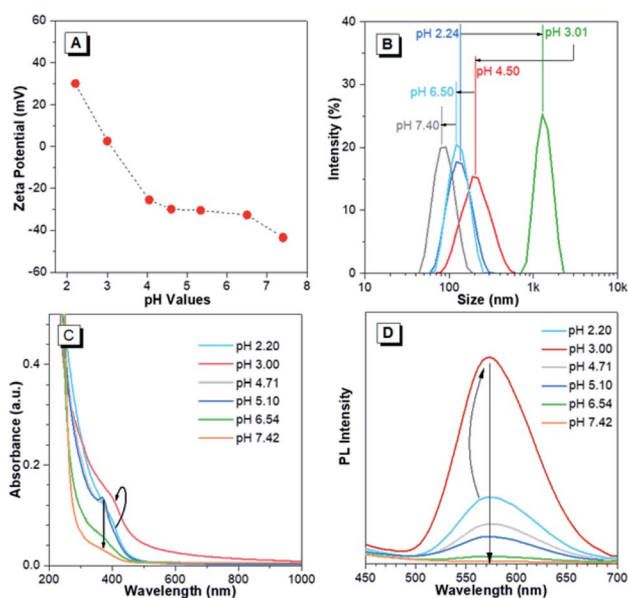 A
Zeta Potential (mV)
60
40
20
0
-20
-40
-60
2 3 4 5 6 7 8
pH Values
B
Intensity (%)
40
30
20
10
0
pH 2.24
pH 3.01
pH 4.50
pH 6.50
pH 7.40
10 100 1k 10k
Size (nm)
C
Absorbance (a.u.)
0.4
0.2
0.0
pH 2.20
pH 3.00
pH 4.71
pH 5.10
pH 6.54
pH 7.42
200 400 600 800 1000
Wavelength (nm)
D
PL Intensity
pH 2.20
pH 3.00
pH 4.71
pH 5.10
pH 6.54
pH 7.42
450 500 550 600 650 700
Wavelength (nm)